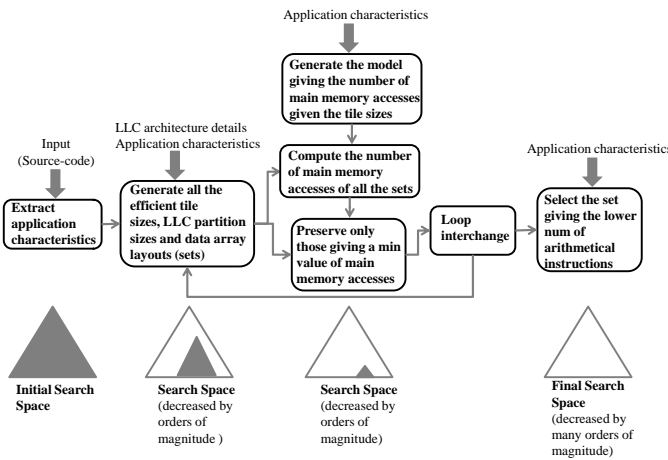 Application characteristics
Generate the model
giving the number of
main memory accesses
given the tile sizes
Input
(Source-code)
LLC architecture details
Application characteristics
Application characteristics
Extract
application
characteristics
Generate all the
efficient tile
sizes, LLC partition
sizes and data array
layouts (sets)
Compute the number
of main memory
accesses of all the sets
Preserve only
those giving a min
value of main
memory accesses
Loop
interchange
Select the set
giving the lower
num of
arithmetical
instructions
Initial Search
Space
Search Space
(decreased by
orders of
magnitude )
Search Space
(decreased by
orders of
magnitude)
Final Search
Space
(decreased by
many orders of
magnitude)